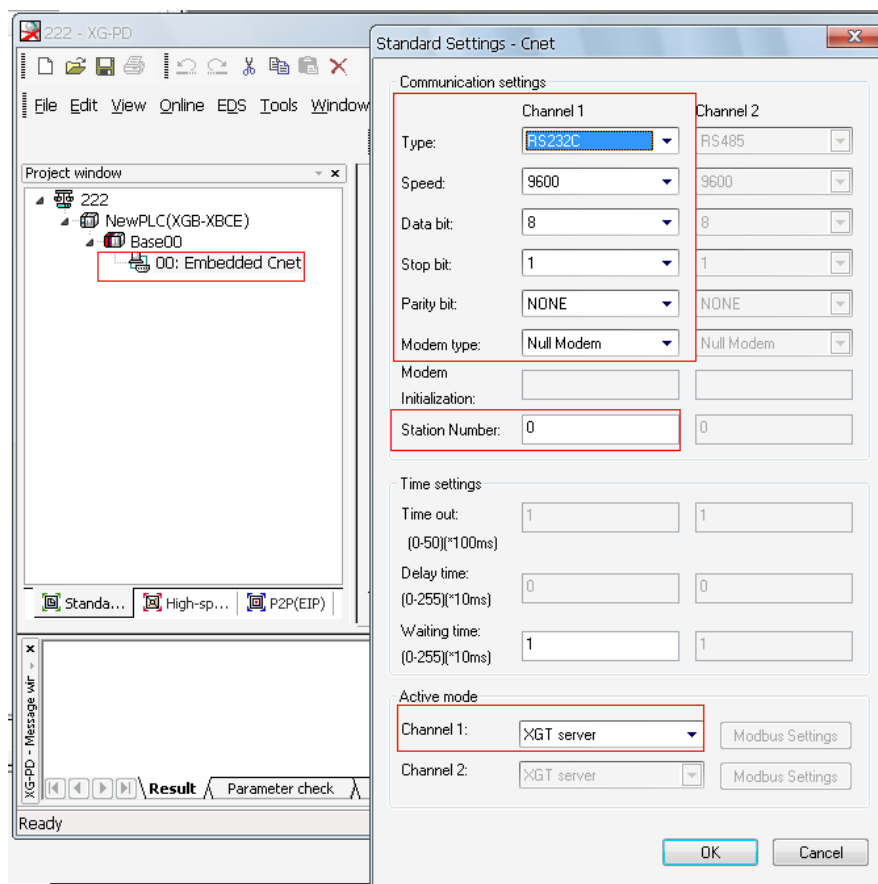 222 - XG-PD
File Edit View Online EDS Tools Window
Project window
222
NewPLC(XGB-XBCE)
Base00
00: Embedded Cnet
Standa... High-sp... P2P(EIP)
XG-PD - Message wir
Result Parameter check
Ready
Standard Settings - Cnet
Communication settings
Channel 1 Channel 2
Type: RS232C RS485
Speed: 9600 9600
Data bit: 8 8
Stop bit: 1 1
Parity bit: NONE NONE
Modem type: Null Modem Null Modem
Modem
Initialization:
Station Number: 0 0
Time settings
Time out: 1 1
(0-50)(*100ms)
Delay time: 0 0
(0-255)(*10ms)
Waiting time: 1 1
(0-255)(*10ms)
Active mode
Channel 1: XGT server Modbus Settings
Channel 2: XGT server Modbus Settings
OK Cancel